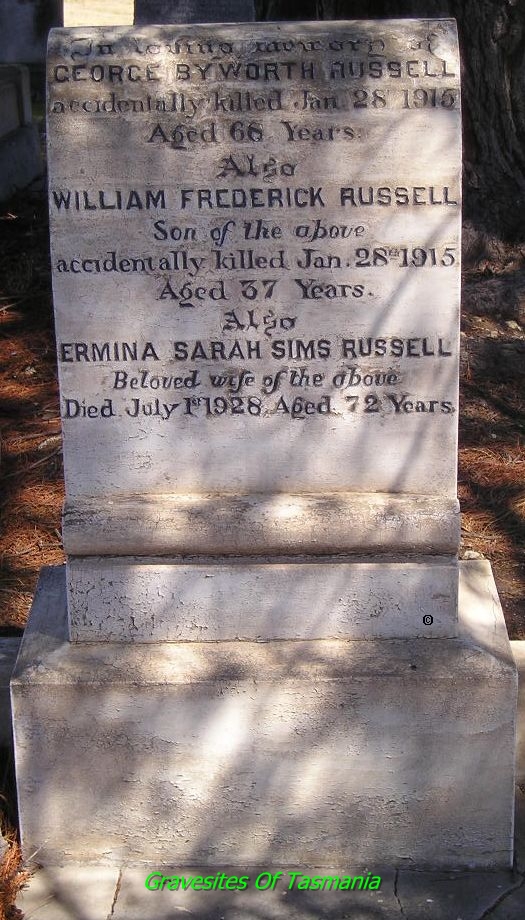 In loving memory of
GEORGE BYWORTH RUSSELL
accidentally killed Jan. 28 1915
Aged 66 Years.
Also
WILLIAM FREDERICK RUSSELL
Son of the above
accidentally killed Jan. 28th 1915
Aged 37 Years.
Also
ERMINA SARAH SIMS RUSSELL
Beloved wife of the above
Died July 1st 1928, Aged 72 Years.
©
Gravesites Of Tasmania